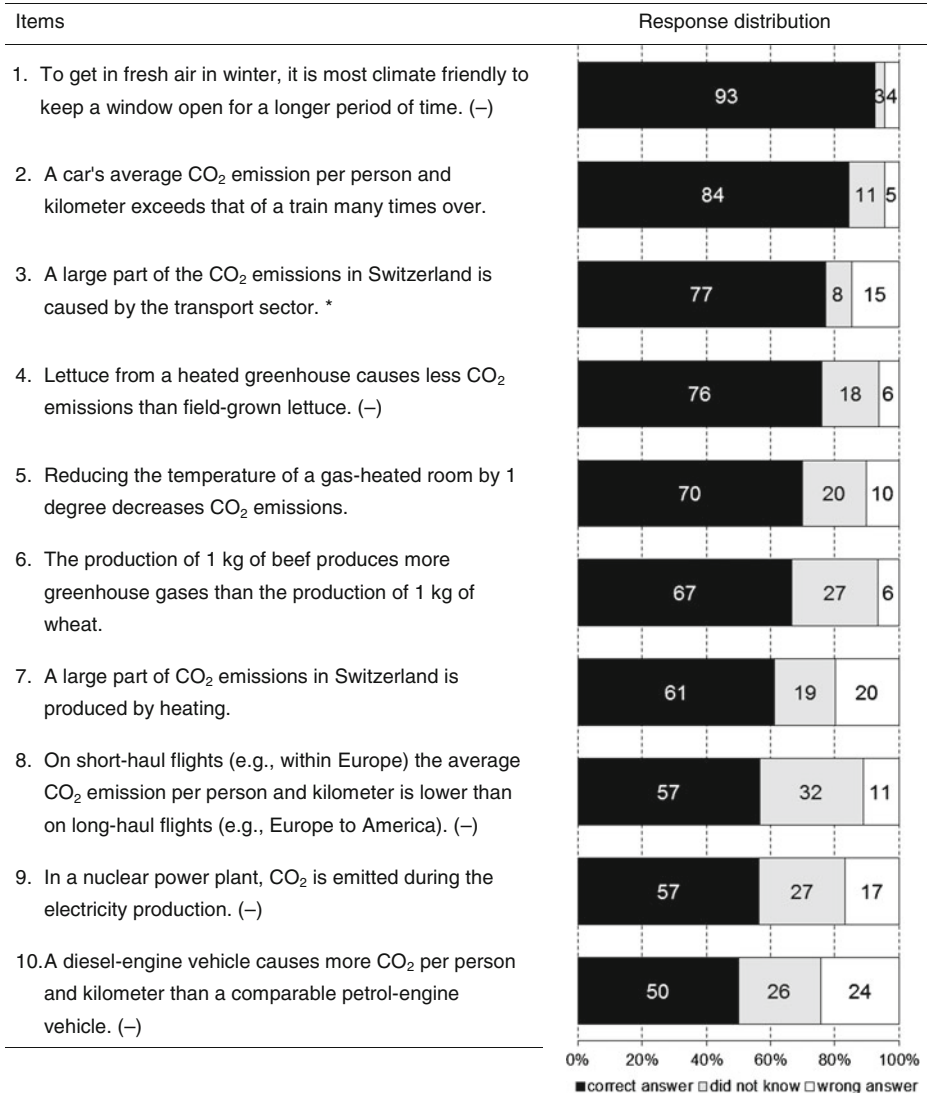 Items Response distribution
1. To get in fresh air in winter, it is most climate friendly to
keep a window open for a longer period of time. (–)
93 3 4
2. A car's average CO₂ emission per person and
kilometer exceeds that of a train many times over.
84 11 5
3. A large part of the CO₂ emissions in Switzerland is
caused by the transport sector. *
77 8 15
4. Lettuce from a heated greenhouse causes less CO₂
emissions than field-grown lettuce. (–)
76 18 6
5. Reducing the temperature of a gas-heated room by 1
degree decreases CO₂ emissions.
70 20 10
6. The production of 1 kg of beef produces more
greenhouse gases than the production of 1 kg of
wheat.
67 27 6
7. A large part of CO₂ emissions in Switzerland is
produced by heating.
61 19 20
8. On short-haul flights (e.g., within Europe) the average
CO₂ emission per person and kilometer is lower than
on long-haul flights (e.g., Europe to America). (–)
57 32 11
9. In a nuclear power plant, CO₂ is emitted during the
electricity production. (–)
57 27 17
10.A diesel-engine vehicle causes more CO₂ per person
and kilometer than a comparable petrol-engine
vehicle. (–)
50 26 24
0% 20% 40% 60% 80% 100%
correct answer did not know wrong answer